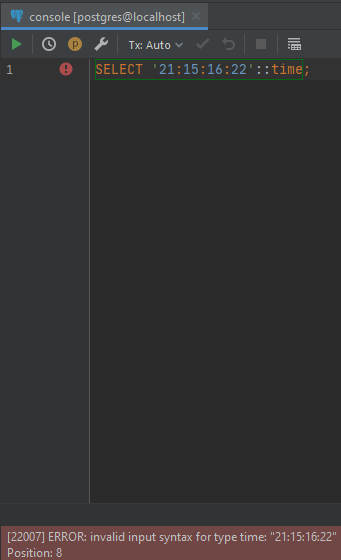 console [postgres@localhost]
Tx: Auto
1
SELECT '21:15:16:22'::time;
[22007] ERROR: invalid input syntax for type time: "21:15:16:22"
Position: 8